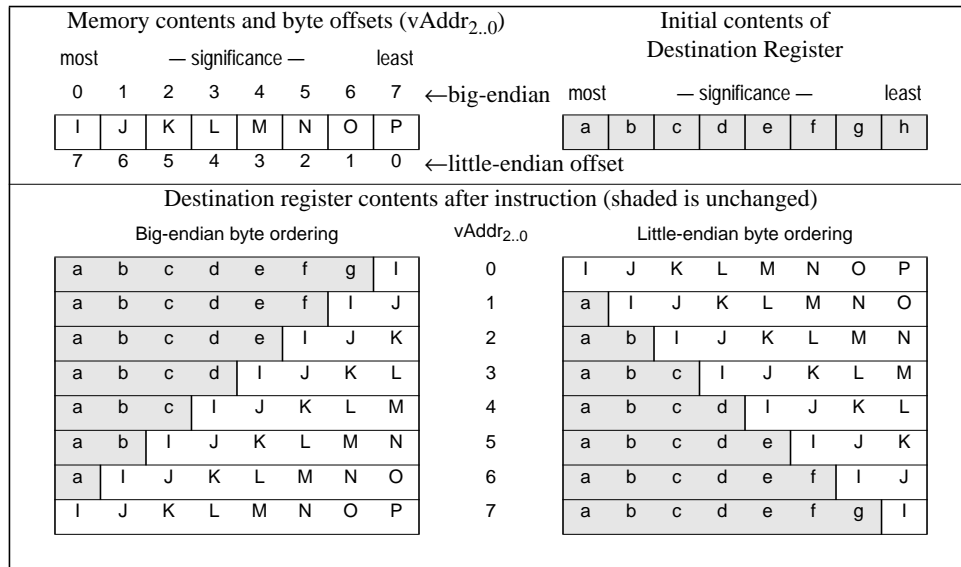 Memory contents and byte offsets (vAddr2..0)
most — significance — least
0 1 2 3 4 5 6 7 ←big-endian
I J K L M N O P
7 6 5 4 3 2 1 0 ←little-endian offset
Initial contents of
Destination Register
most — significance — least
a b c d e f g h
Destination register contents after instruction (shaded is unchanged)
Big-endian byte ordering vAddr2..0 Little-endian byte ordering
a b c d e f g I 0 I J K L M N O P
a b c d e f I J 1 a I J K L M N O
a b c d e I J K 2 a b I J K L M N
a b c d I J K L 3 a b c I J K L M
a b c I J K L M 4 a b c d I J K L
a b I J K L M N 5 a b c d e I J K
a I J K L M N O 6 a b c d e f I J
I J K L M N O P 7 a b c d e f g I